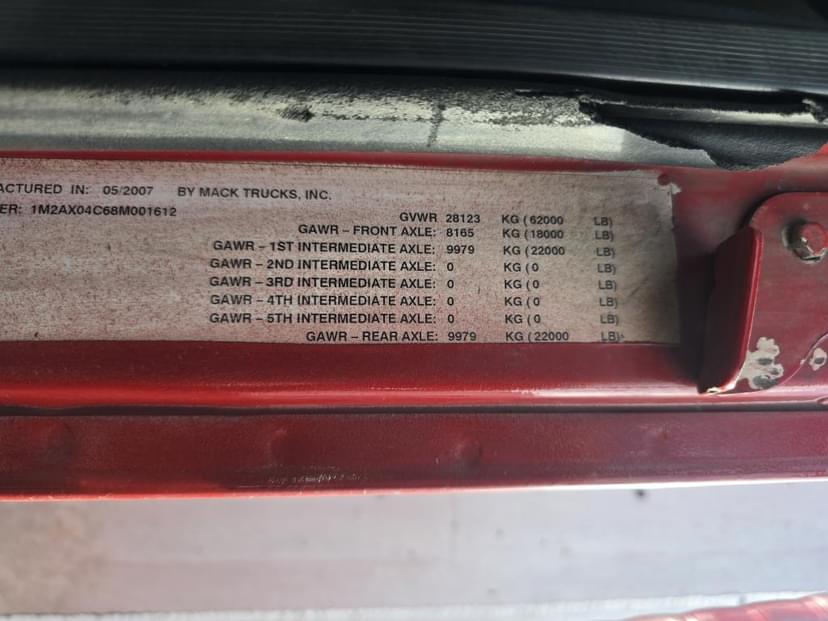 ACTURED IN: 05/2007 BY MACK TRUCKS, INC.
ER: 1M2AX04C68M001612
GVWR 28123 KG ( 62000 LB)
GAWR – FRONT AXLE: 8165 KG ( 18000 LB)
GAWR – 1ST INTERMEDIATE AXLE: 9979 KG ( 22000 LB)
GAWR – 2ND INTERMEDIATE AXLE: 0 KG ( 0 LB)
GAWR – 3RD INTERMEDIATE AXLE: 0 KG ( 0 LB)
GAWR – 4TH INTERMEDIATE AXLE: 0 KG ( 0 LB)
GAWR – 5TH INTERMEDIATE AXLE: 0 KG ( 0 LB)
GAWR – REAR AXLE: 9979 KG ( 22000 LB)